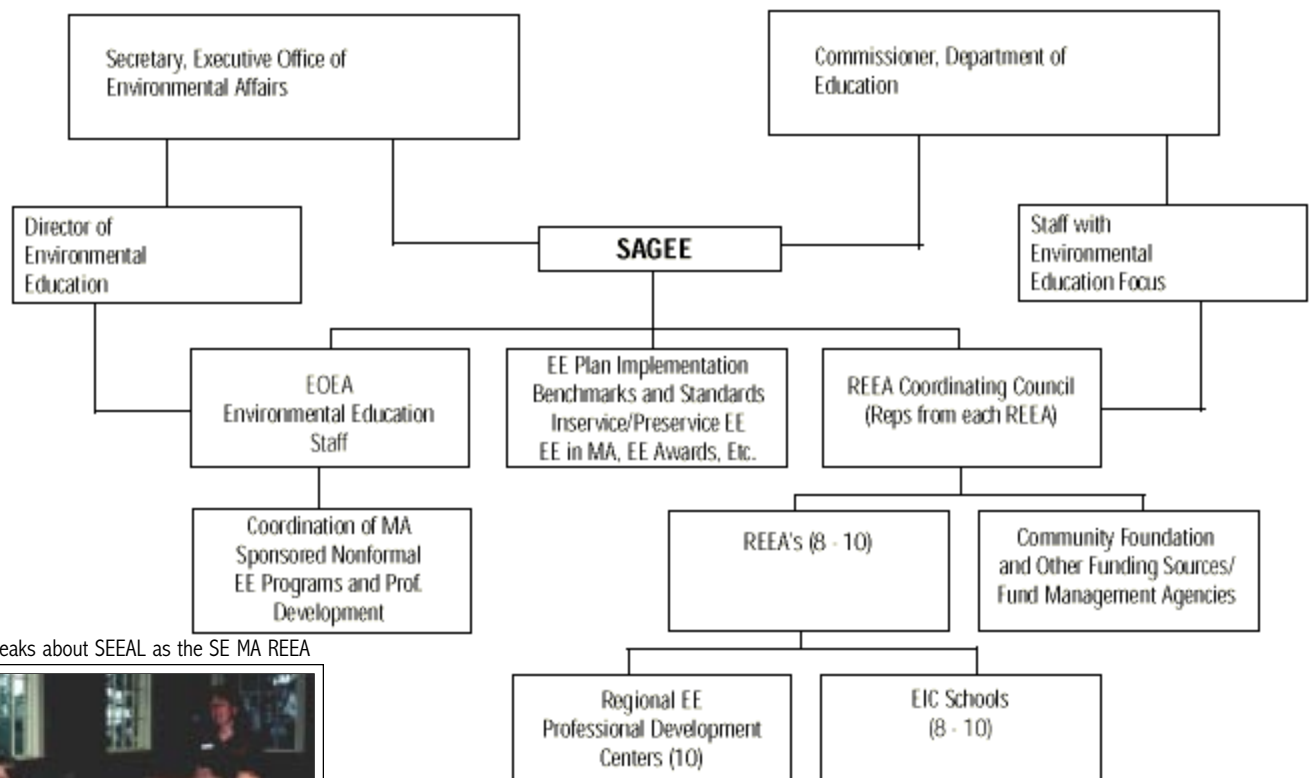 Secretary, Executive Office of
Environmental Affairs
Commissioner, Department of
Education
Director of
Environmental
Education
SAGEE
Staff with
Environmental
Education Focus
EOEA
Environmental Education
Staff
EE Plan Implementation
Benchmarks and Standards
Inservice/Preservice EE
EE in MA, EE Awards, Etc.
REEA Coordinating Council
(Reps from each REEA)
Coordination of MA
Sponsored Nonformal
EE Programs and Prof.
Development
REEA's (8 - 10)
Community Foundation
and Other Funding Sources/
Fund Management Agencies
eaks about SEEAL as the SE MA REEA
Regional EE
Professional Development
Centers (10)
EIC Schools
(8 - 10)